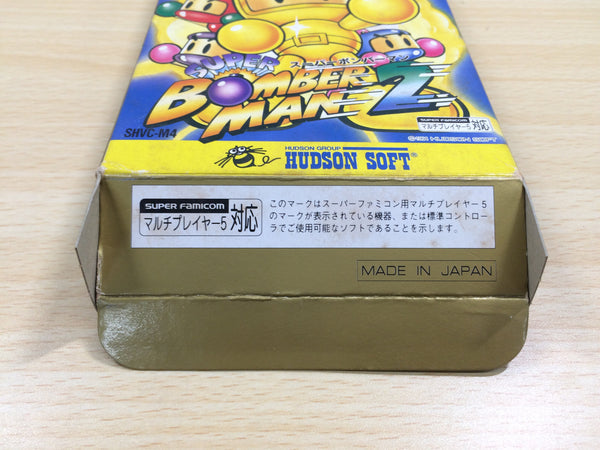 スーパーボンバーマン
SUPER
BOMBER
MAN 2
SHVC-M4
SUPER FAMICOM
マルチプレイヤー5 対応
HUDSON GROUP
HUDSON SOFT®
SUPER FAMICOM
マルチプレイヤー5 対応
このマークはスーパーファミコン用マルチプレイヤー5
のマークが表示されている機器、または標準コントロー
ラでご使用可能なソフトであることを示します。
MADE IN JAPAN